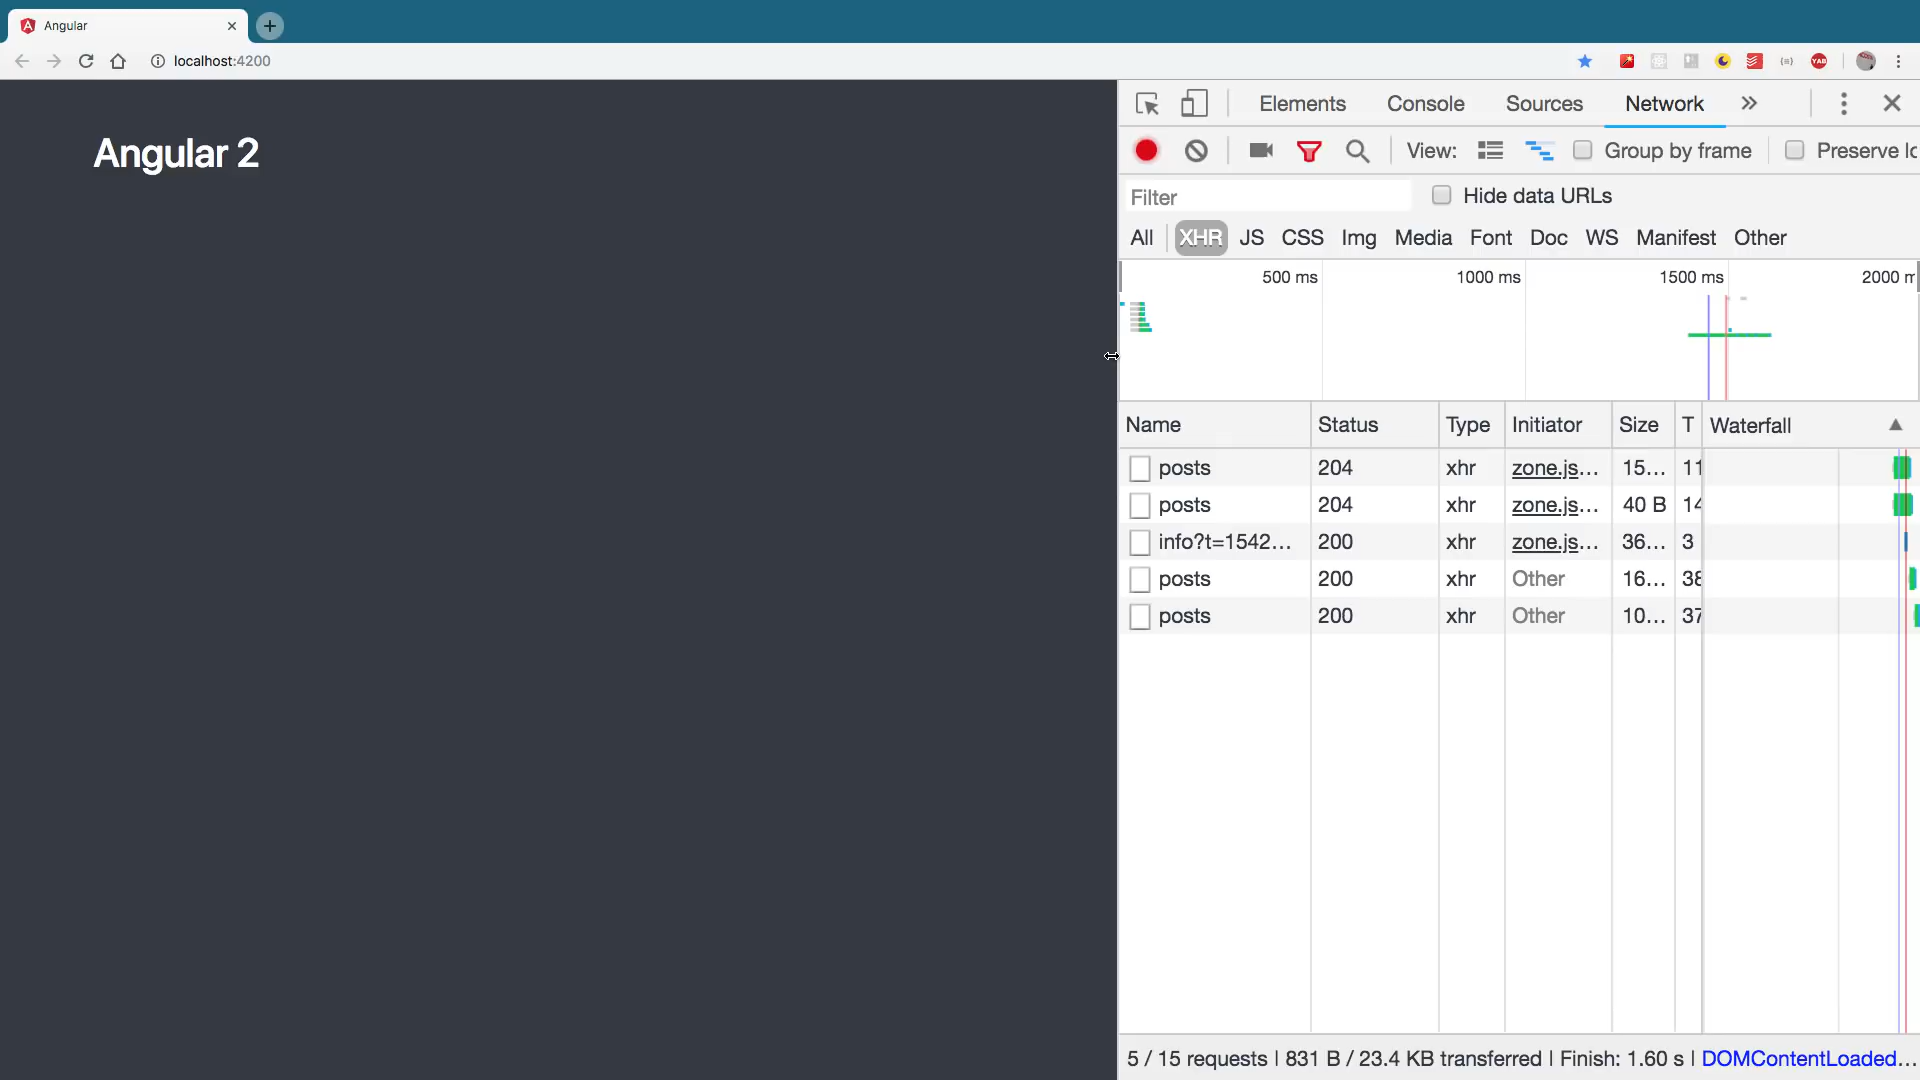 Angular
localhost:4200
Angular 2
Elements Console Sources Network
View: Group by frame
Filter Hide data URLs
All XHR JS CSS Img Media Font Doc WS Manifest Other
500 ms 1000 ms 1500 ms 2000
Name Status Type Initiator Size T Waterfall
posts 204 xhr zone.js... 15...
posts 204 xhr zone.js... 40 B
info?t=1542... 200 xhr zone.js... 36... 3
posts 200 xhr Other 16...
posts 200 xhr Other 10...
5 / 15 requests | 831 B / 23.4 KB transferred | Finish: 1.60 s | DOMContentLoaded...